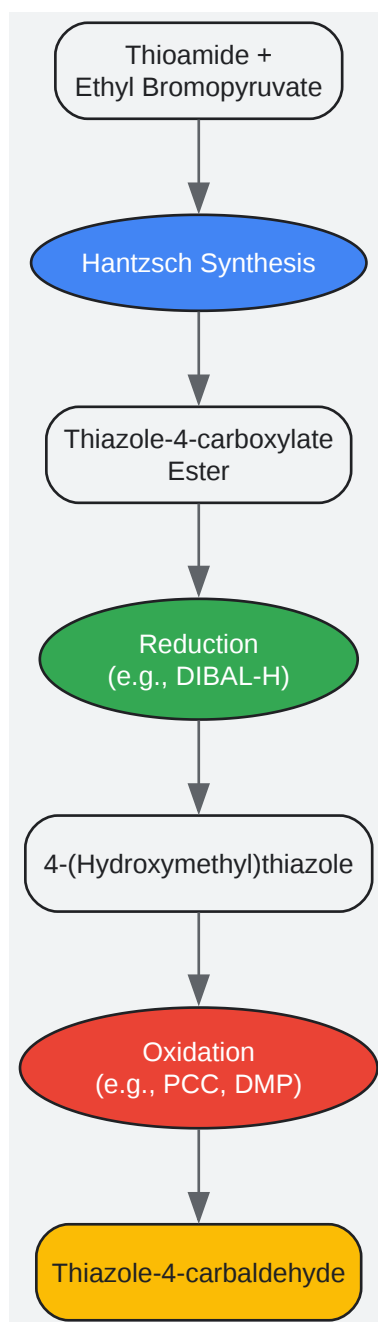 Thioamide +
Ethyl Bromopyruvate
Hantzsch Synthesis
Thiazole-4-carboxylate
Ester
Reduction
(e.g., DIBAL-H)
4-(Hydroxymethyl)thiazole
Oxidation
(e.g., PCC, DMP)
Thiazole-4-carbaldehyde